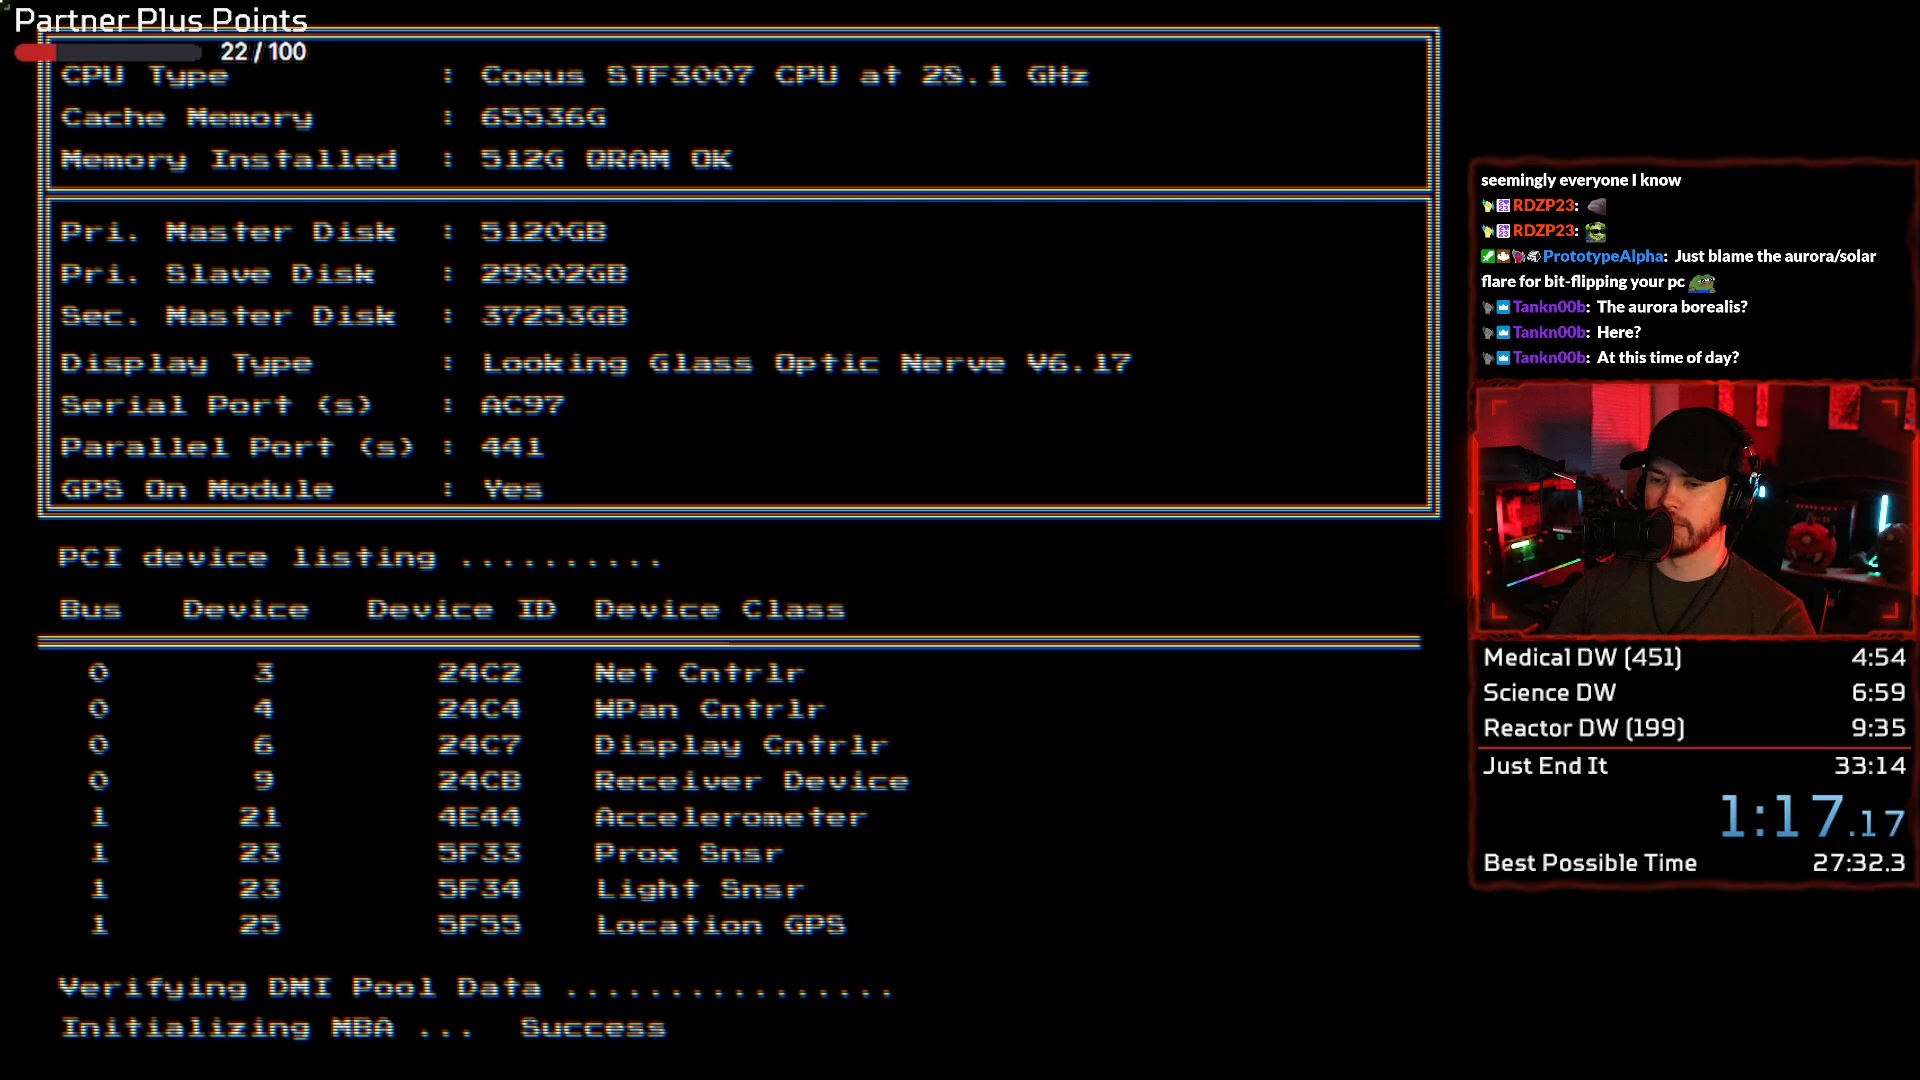 Partner Plus Points
22 / 100
CPU Type : Coeus STF3007 CPU at 28.1 GHz
Cache Memory : 65536G
Memory Installed : 512G QRAM OK
Pri. Master Disk : 5120GB
Pri. Slave Disk : 29802GB
Sec. Master Disk : 37253GB
Display Type : Looking Glass Optic Nerve V6.17
Serial Port (s) : AC97
Parallel Port (s) : 441
GPS On Module : Yes
PCI device listing ..........
Bus Device Device ID Device Class
0 3 24C2 Net Cntrlr
0 4 24C4 WPan Cntrlr
0 6 24C7 Display Cntrlr
0 9 24CB Receiver Device
1 21 4E44 Accelerometer
1 23 5F33 Prox Snsr
1 23 5F34 Light Snsr
1 25 5F55 Location GPS
Verifying DMI Pool Data ................
Initializing MBA ... Success
seemingly everyone I know
RDZP23:
RDZP23:
PrototypeAlpha: Just blame the aurora/solar
flare for bit-flipping your pc
Tankn00b: The aurora borealis?
Tankn00b: Here?
Tankn00b: At this time of day?
Medical DW (451) 4:54
Science DW 6:59
Reactor DW (199) 9:35
Just End It 33:14
1:17.17
Best Possible Time 27:32.3